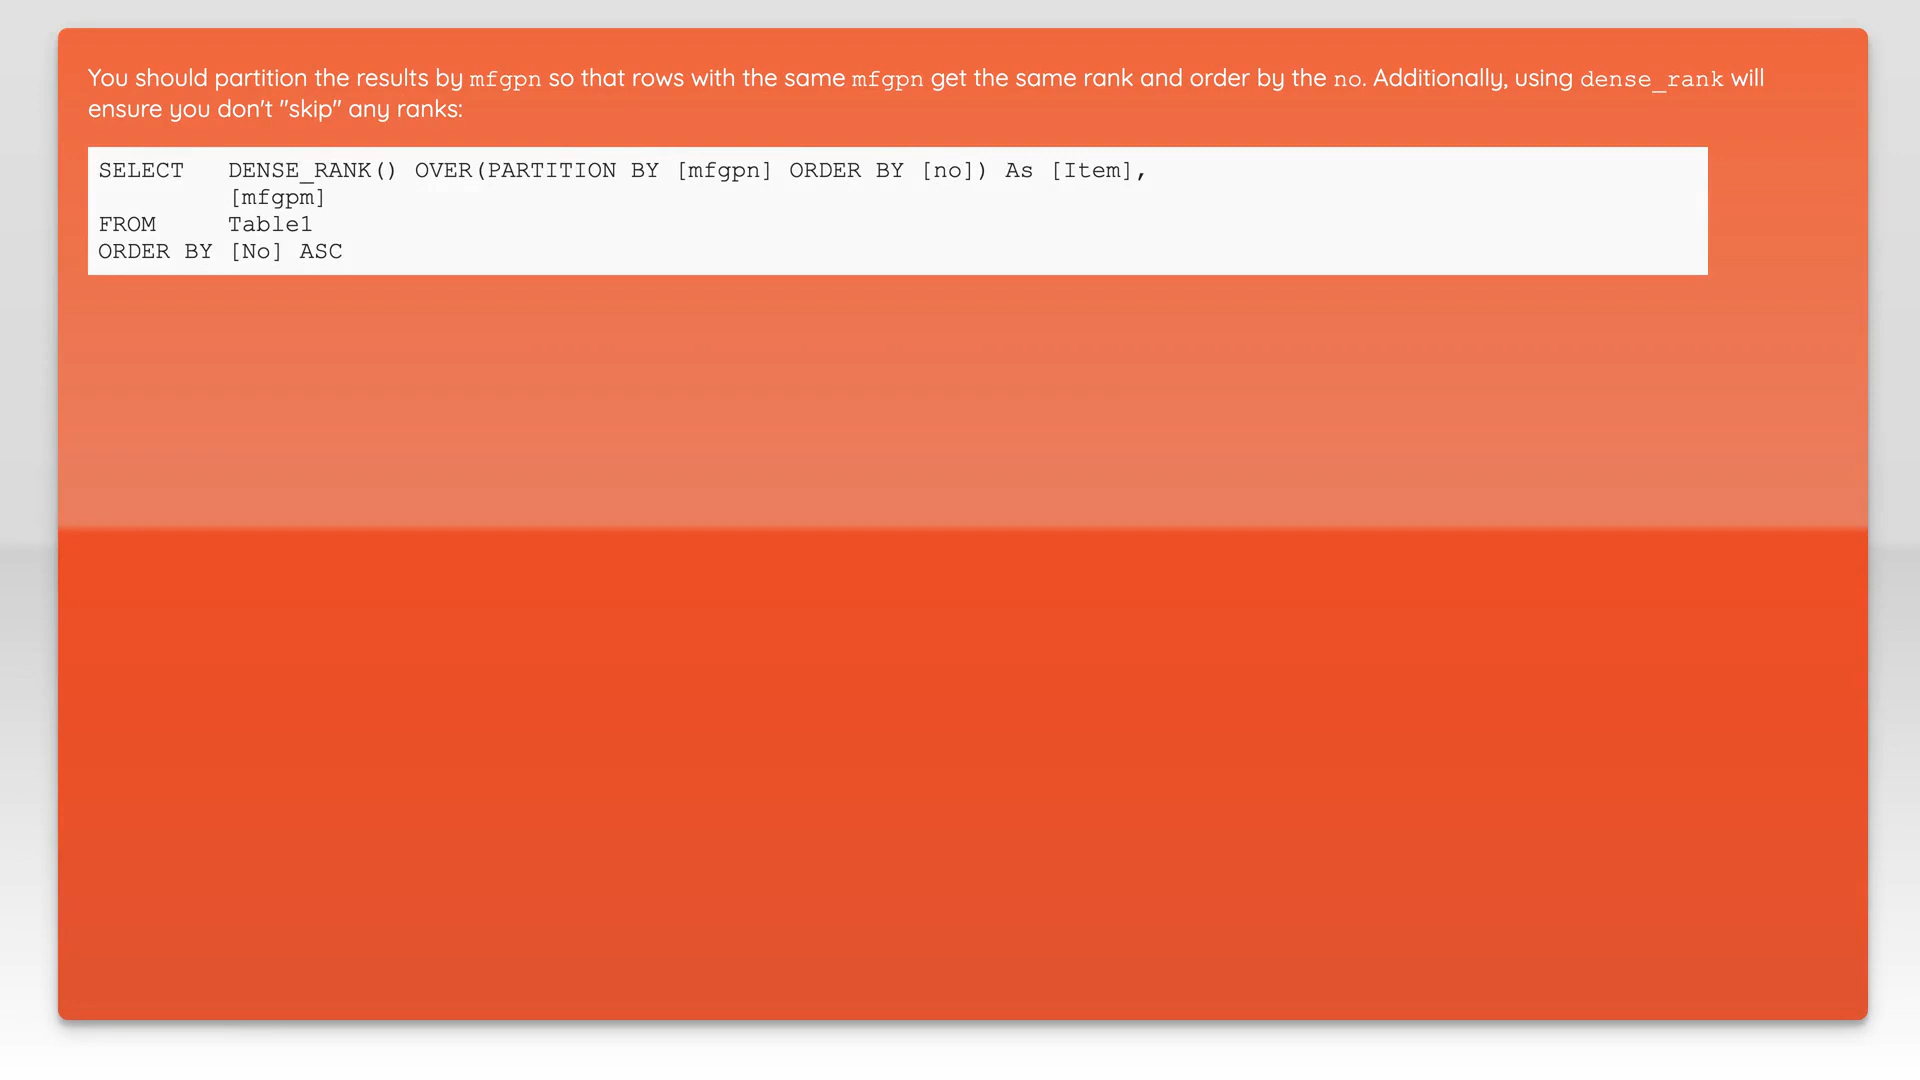 You should partition the results by mfgpn so that rows with the same mfgpn get the same rank and order by the no. Additionally, using dense_rank will
ensure you don't "skip" any ranks:
SELECT   DENSE_RANK() OVER(PARTITION BY [mfgpn] ORDER BY [no]) As [Item],
         [mfgpm]
FROM     Table1
ORDER BY [No] ASC